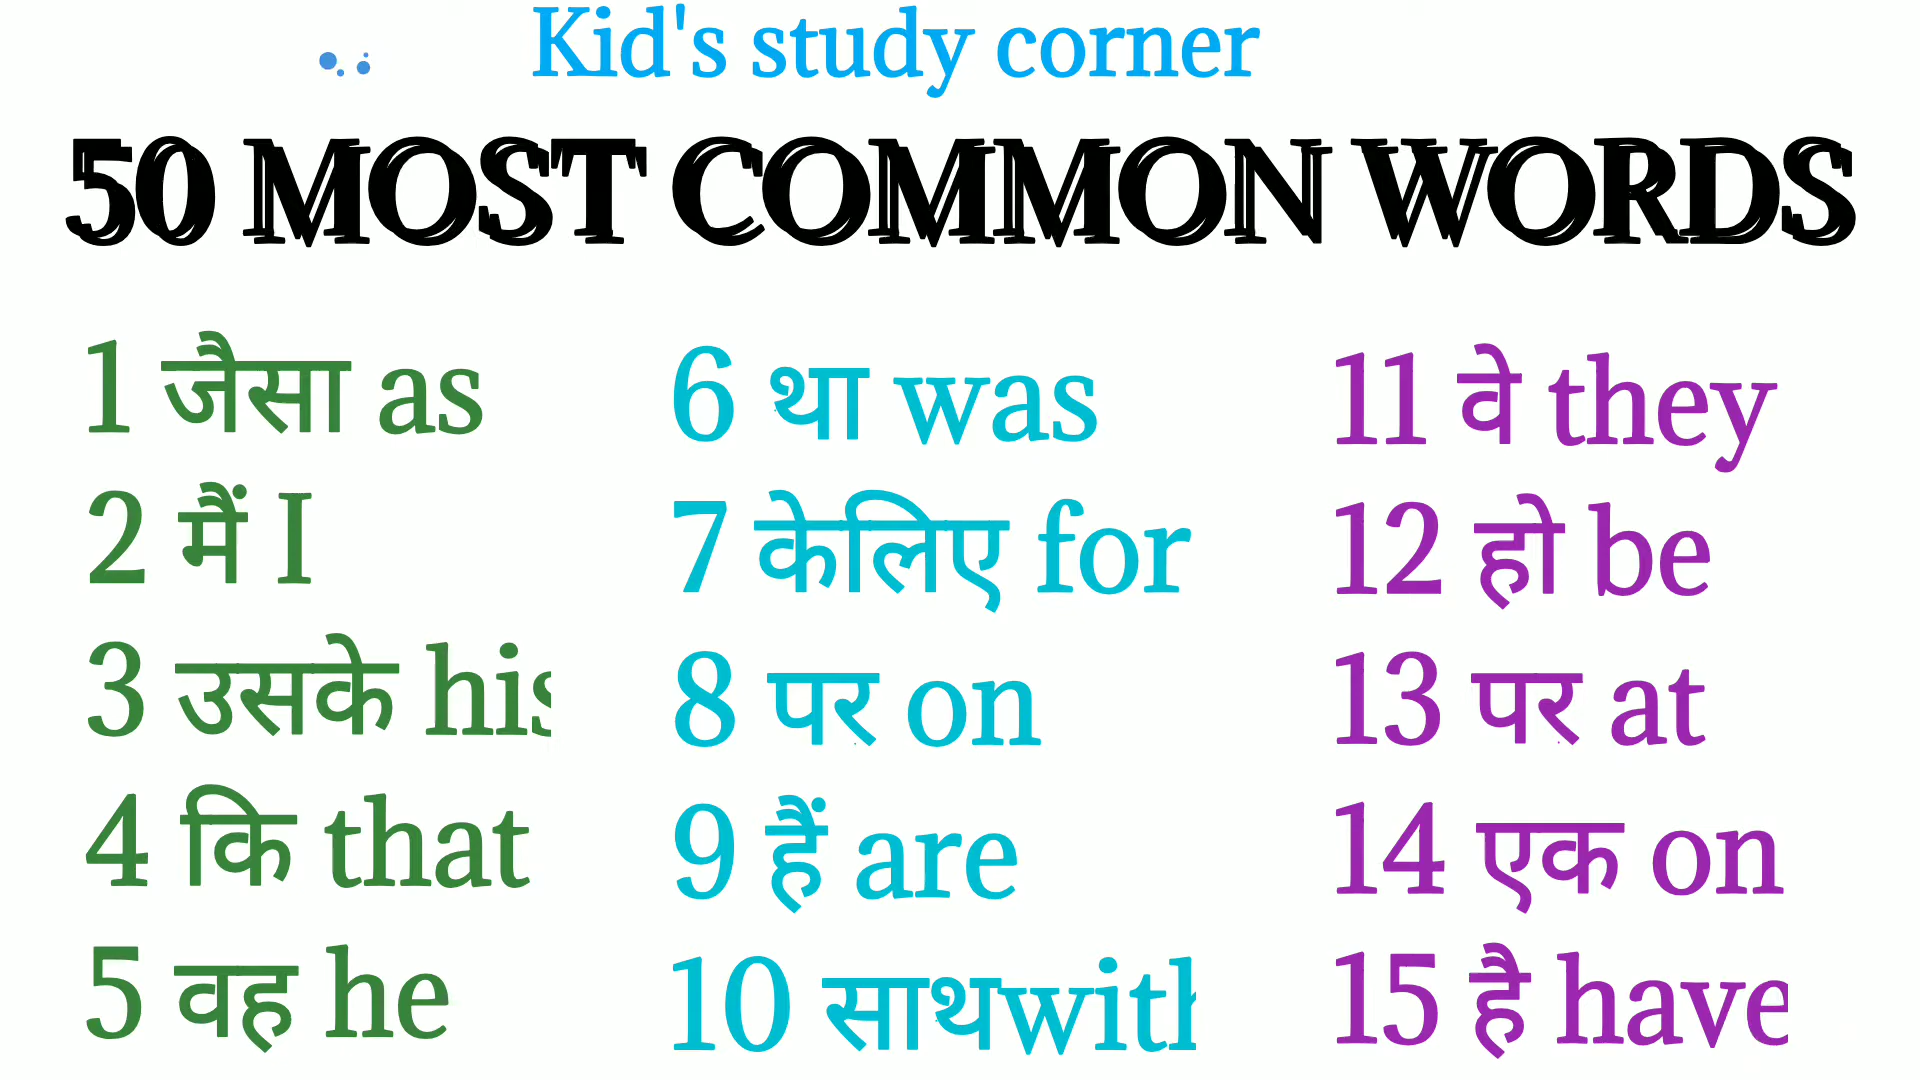 Kid's study corner
50 MOST COMMON WORDS
1 जैसा as
2 मैं I
3 उसके his
4 कि that
5 वह he
6 था was
7 केलिए for
8 पर on
9 हैं are
10 साथwith
11 वे they
12 हो be
13 पर at
14 एक on
15 है have